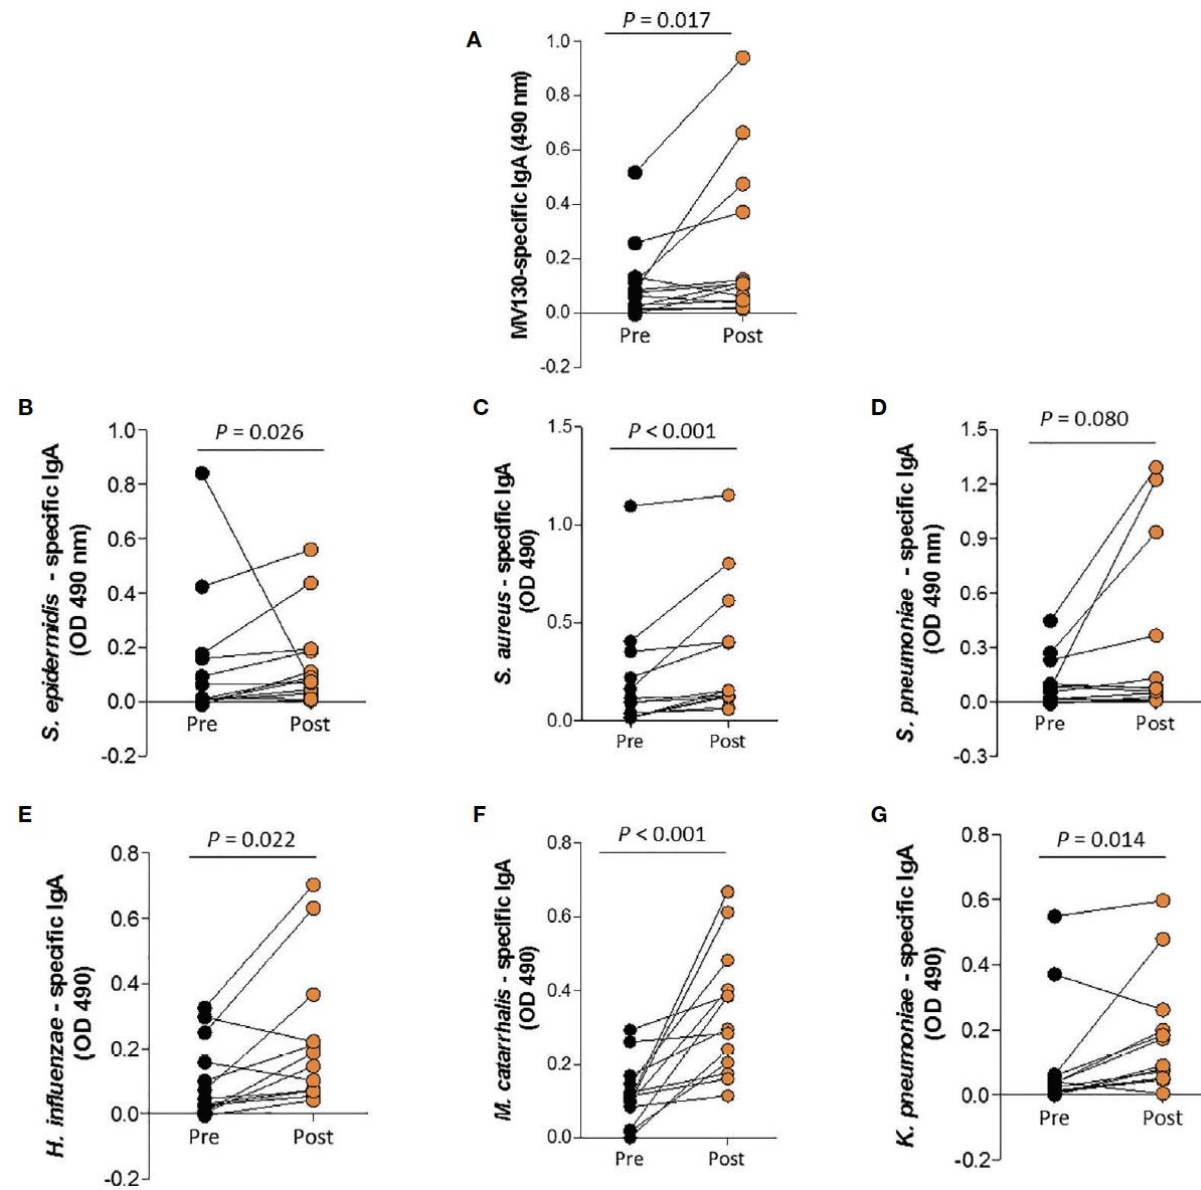 A
P = 0.017
MV130-specific IgA (490 nm)
1.0
0.8
0.6
0.4
0.2
0.0
-0.2
Pre Post
B
P = 0.026
S. epidermidis - specific IgA
(OD 490 nm)
1.0
0.8
0.6
0.4
0.2
0.0
-0.2
Pre Post
C
P < 0.001
S. aureus - specific IgA
(OD 490)
1.5
1.0
0.5
0.0
Pre Post
D
P = 0.080
S. pneumoniae - specific IgA
(OD 490 nm)
1.5
1.2
0.9
0.6
0.3
0.0
-0.3
Pre Post
E
P = 0.022
H. influenzae - specific IgA
(OD 490)
0.8
0.6
0.4
0.2
0.0
-0.2
Pre Post
F
P < 0.001
M. catarrhalis - specific IgA
(OD 490)
0.8
0.6
0.4
0.2
0.0
Pre Post
G
P = 0.014
K. pneumoniae - specific IgA
(OD 490)
0.8
0.6
0.4
0.2
0.0
-0.2
Pre Post